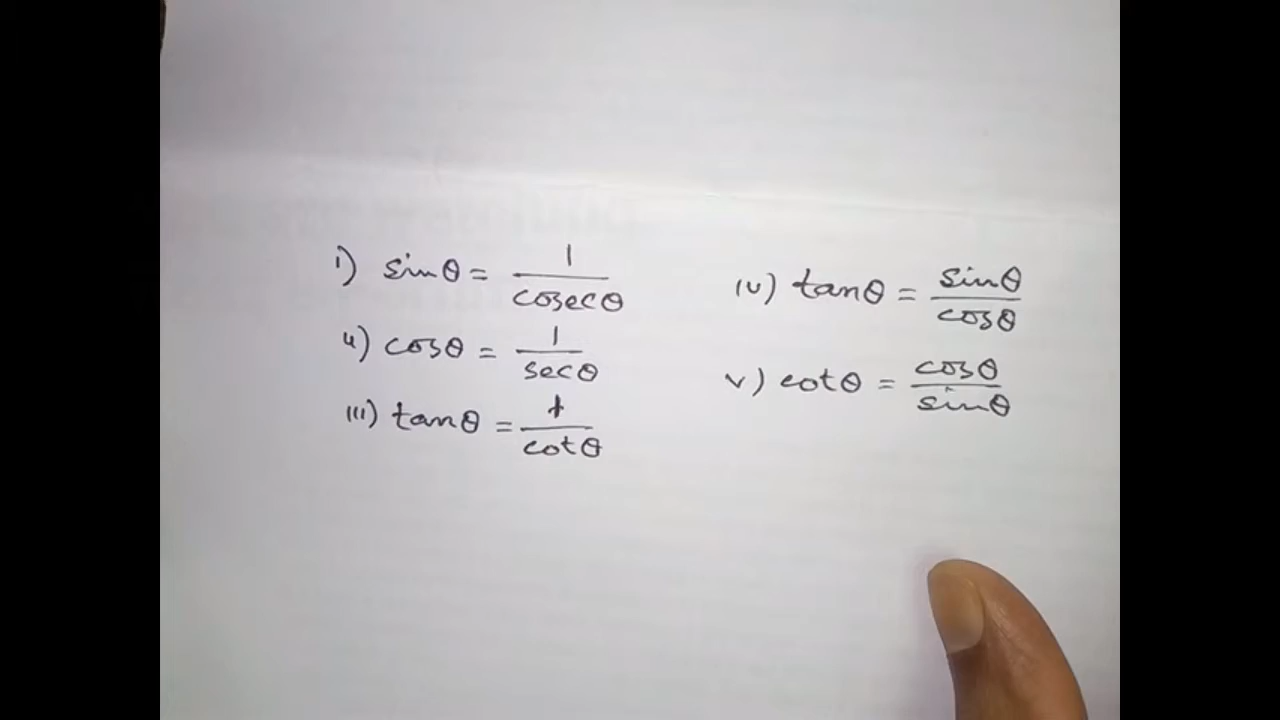 i) sinθ = 1/cosecθ
ii) cosθ = 1/secθ
iii) tanθ = 1/cotθ
iv) tanθ = sinθ/cosθ
v) cotθ = cosθ/sinθ